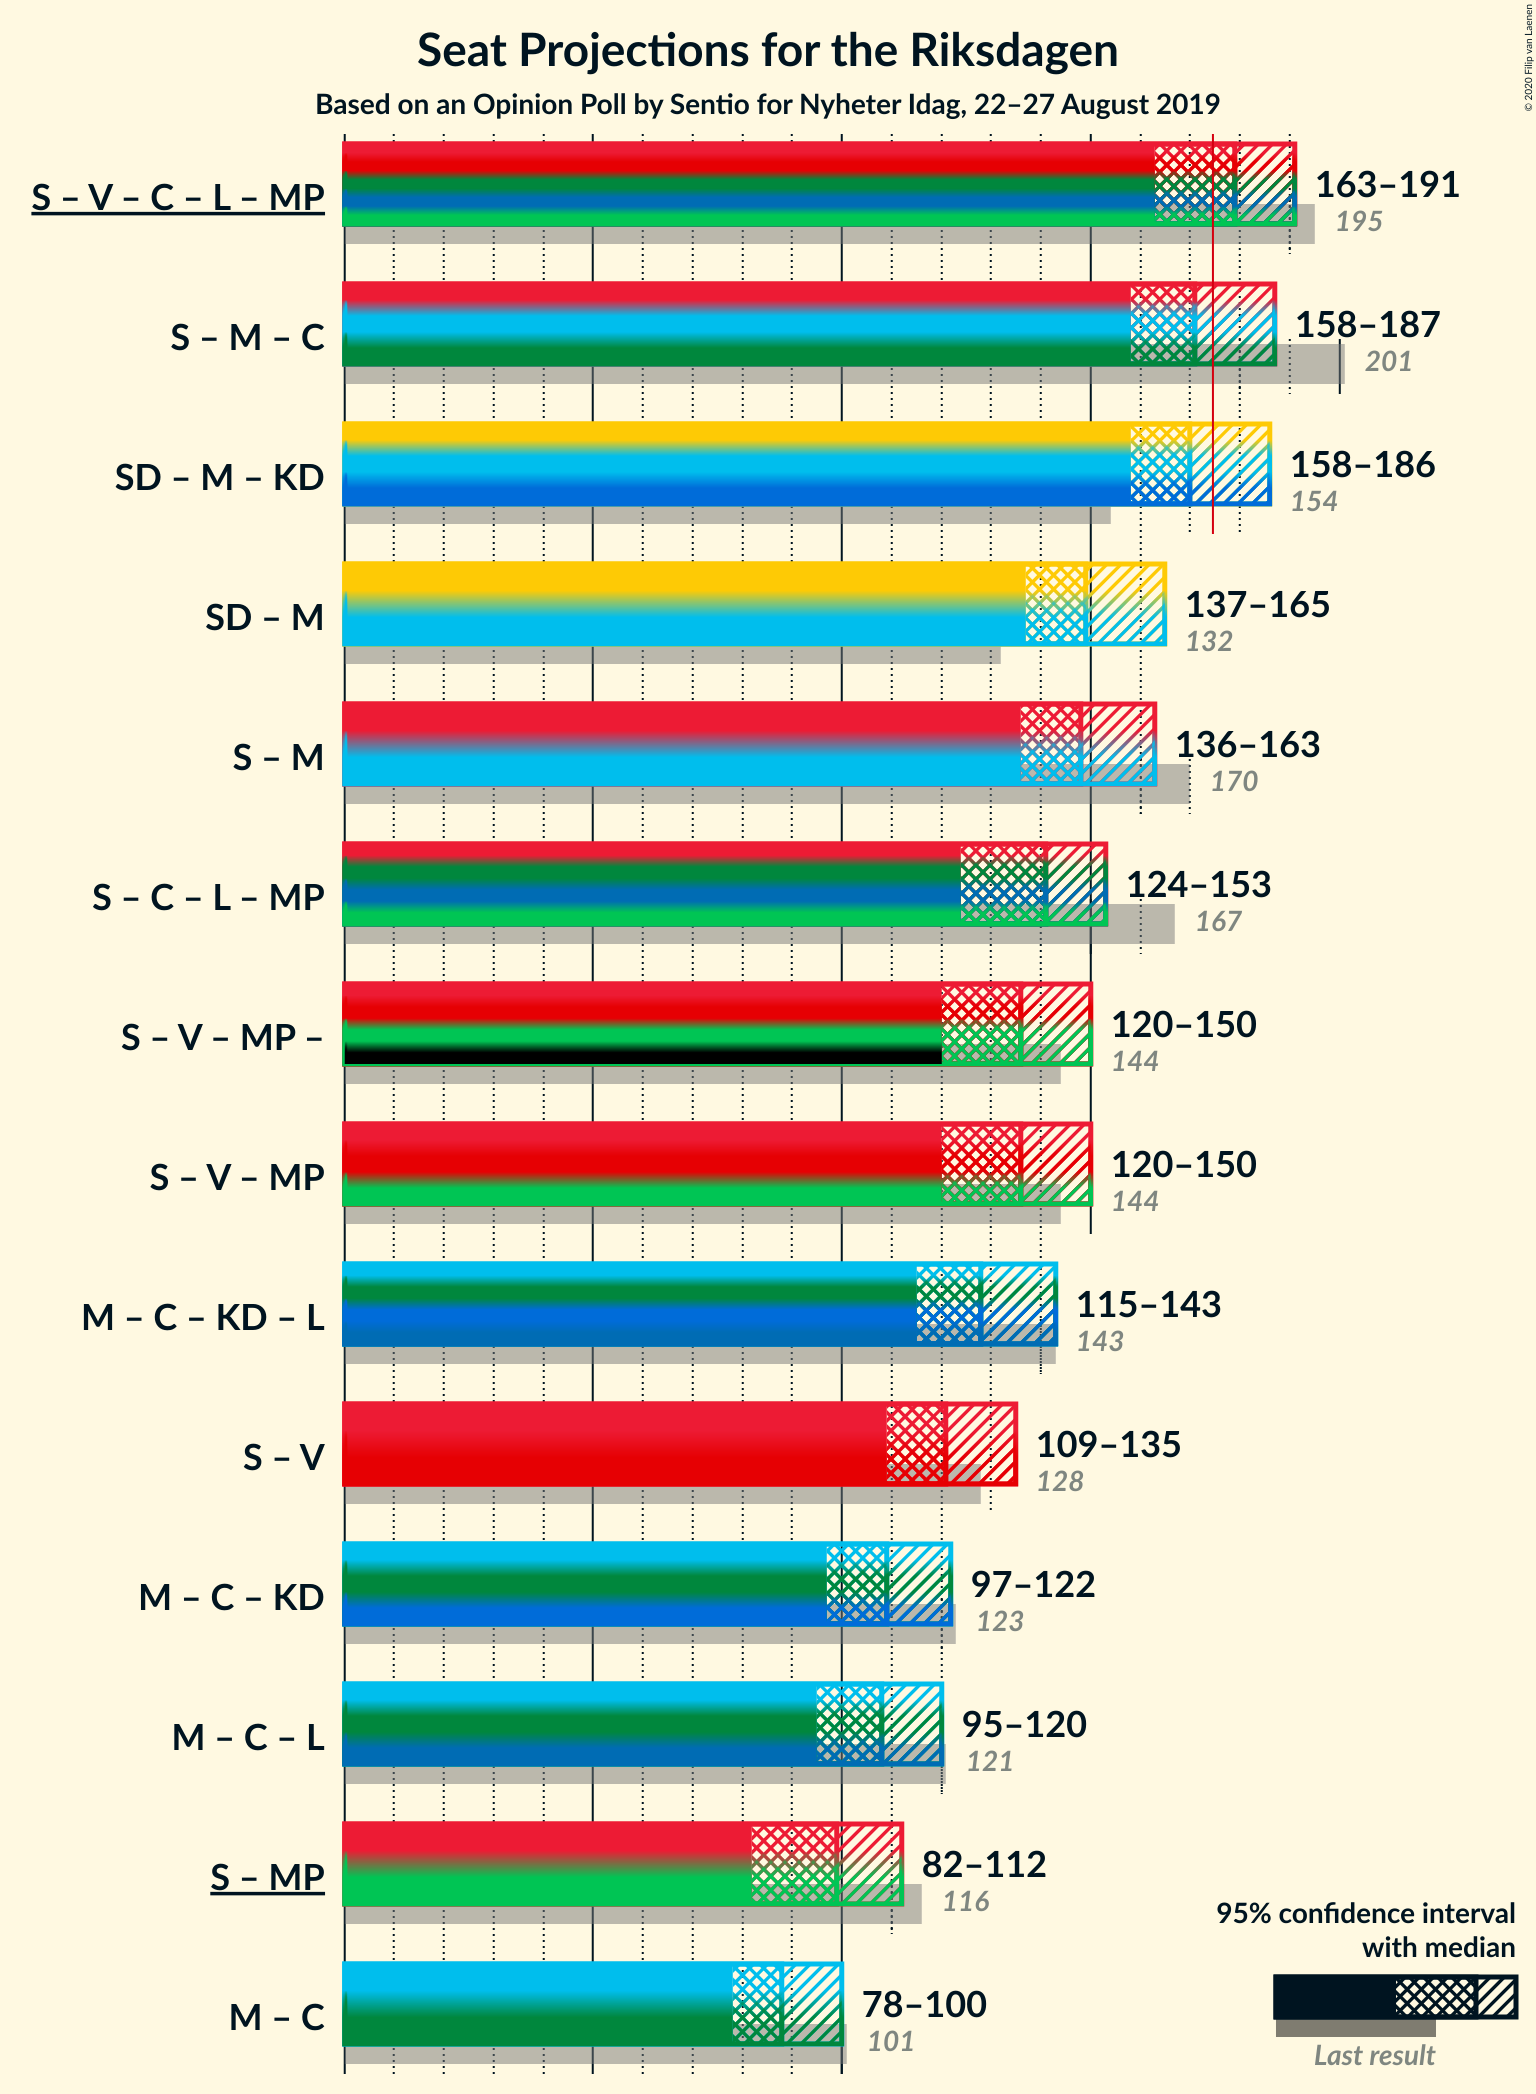 Seat Projections for the Riksdagen
Based on an Opinion Poll by Sentio for Nyheter Idag, 22–27 August 2019
© 2020 Filip van Laenen
S – V – C – L – MP
163–191
195
S – M – C
158–187
201
SD – M – KD
158–186
154
SD – M
137–165
132
S – M
136–163
170
S – C – L – MP
124–153
167
S – V – MP –
120–150
144
S – V – MP
120–150
144
M – C – KD – L
115–143
143
S – V
109–135
128
M – C – KD
97–122
123
M – C – L
95–120
121
S – MP
82–112
116
M – C
78–100
101
95% confidence interval
with median
Last result